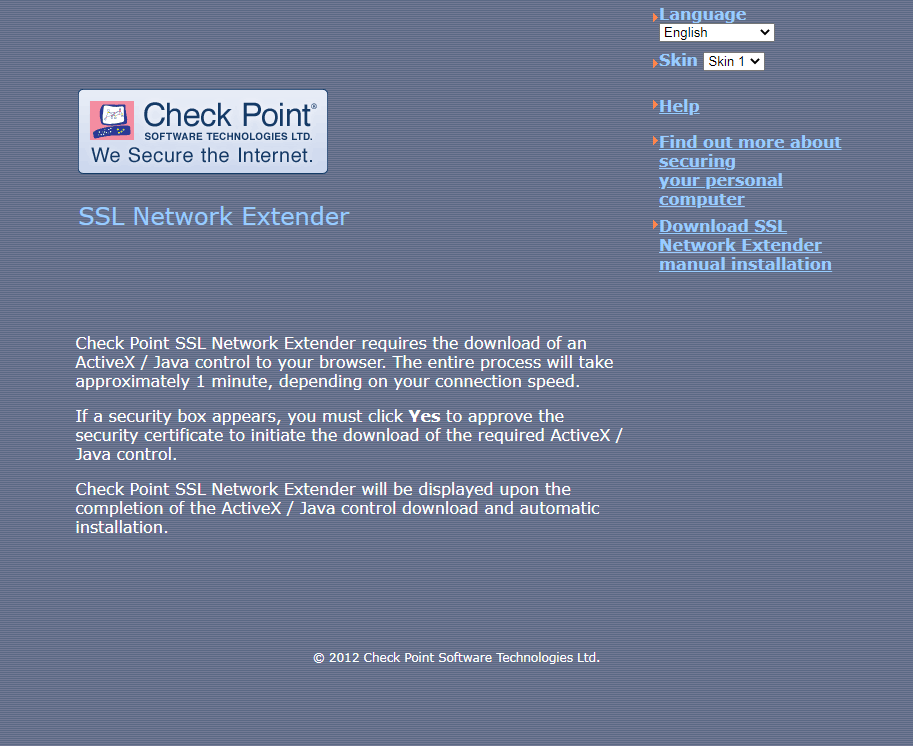 Language
English
Skin Skin 1
Check Point®
SOFTWARE TECHNOLOGIES LTD.
We Secure the Internet.
Help
Find out more about
securing
your personal
computer
SSL Network Extender
Download SSL
Network Extender
manual installation
Check Point SSL Network Extender requires the download of an
ActiveX / Java control to your browser. The entire process will take
approximately 1 minute, depending on your connection speed.
If a security box appears, you must click Yes to approve the
security certificate to initiate the download of the required ActiveX /
Java control.
Check Point SSL Network Extender will be displayed upon the
completion of the ActiveX / Java control download and automatic
installation.
© 2012 Check Point Software Technologies Ltd.